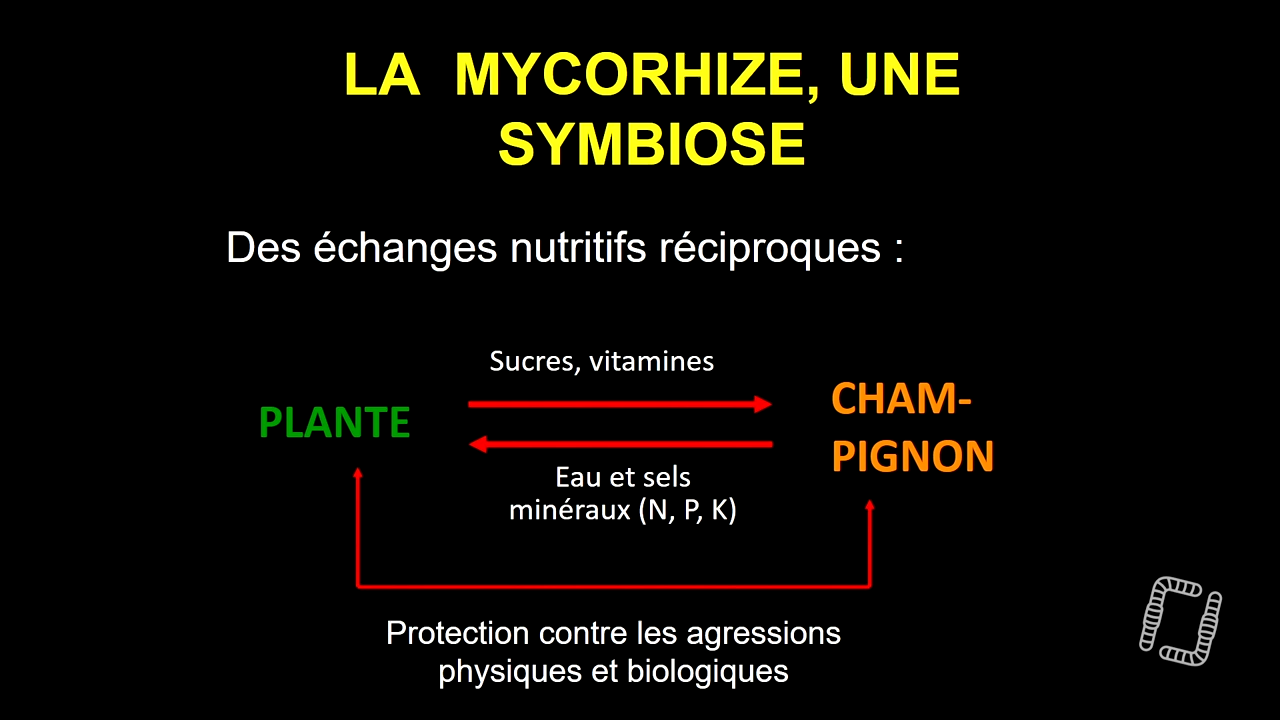 LA  MYCORHIZE, UNE
SYMBIOSE
Des échanges nutritifs réciproques :
Sucres, vitamines
PLANTE
CHAM-
PIGNON
Eau et sels
minéraux (N, P, K)
Protection contre les agressions
physiques et biologiques